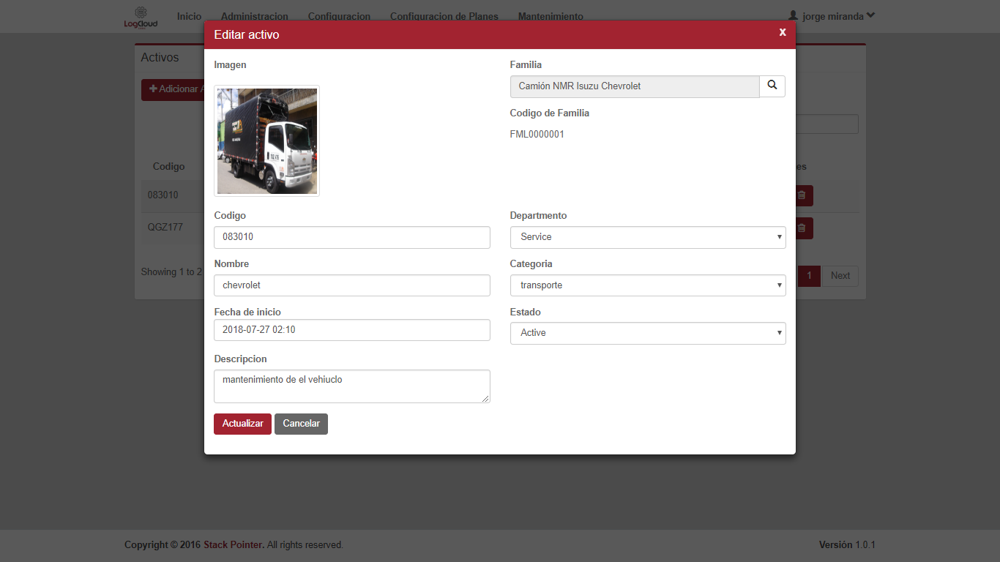 LogCloud
Inicio Administracion Configuracion Configuracion de Planes Mantenimiento jorge miranda
Editar activo x
Activos
Adicionar A
Imagen
Familia
Camión NMR Isuzu Chevrolet
Codigo de Familia
FML0000001
Codigo
es
083010
QGZ177
Showing 1 to 2
1 Next
Codigo
083010
Departmento
Service
Nombre
chevrolet
Categoria
transporte
Fecha de inicio
2018-07-27 02:10
Estado
Active
Descripcion
mantenimiento de el vehiuclo
Actualizar Cancelar
Copyright © 2016 Stack Pointer. All rights reserved. Versión 1.0.1